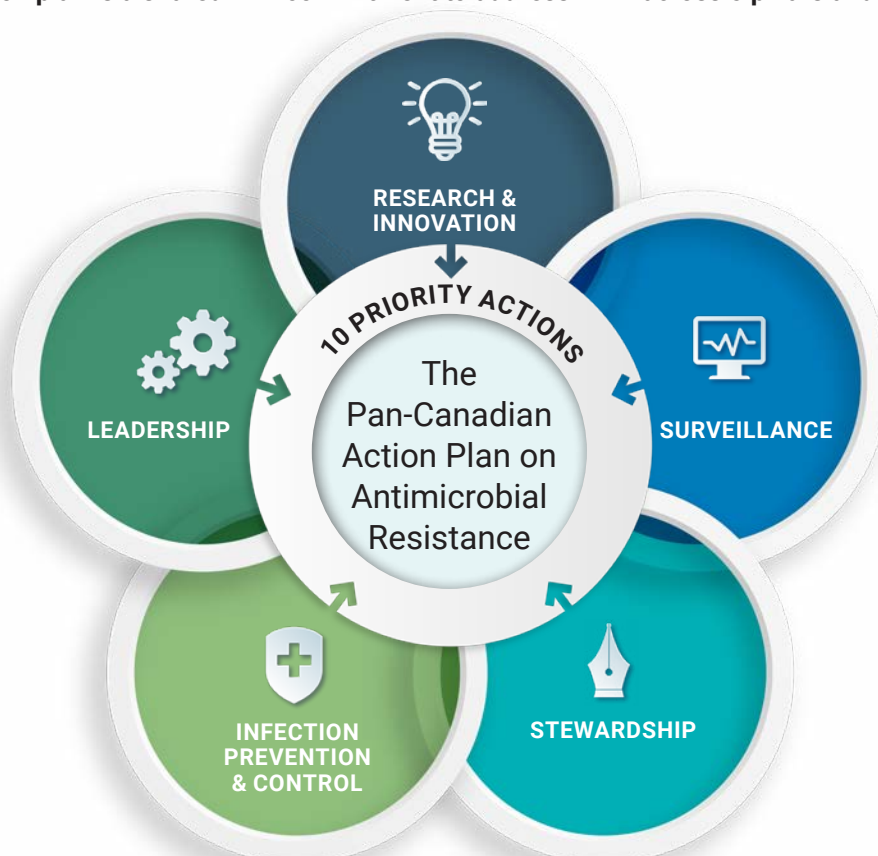 RESEARCH &
INNOVATION
10 PRIORITY ACTIONS
The
Pan-Canadian
Action Plan on
Antimicrobial
Resistance
LEADERSHIP
SURVEILLANCE
INFECTION
PREVENTION
& CONTROL
STEWARDSHIP